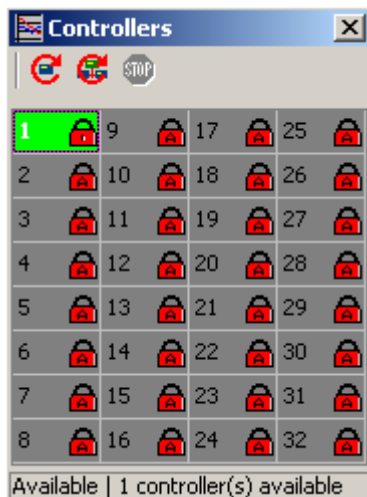 Controllers
STOP
1 9 17 25
2 A 10 A 18 A 26 A
3 A 11 A 19 A 27 A
4 A 12 A 20 A 28 A
5 A 13 A 21 A 29 A
6 A 14 A 22 A 30 A
7 A 15 A 23 A 31 A
8 A 16 A 24 A 32 A
Available | 1 controller(s) available